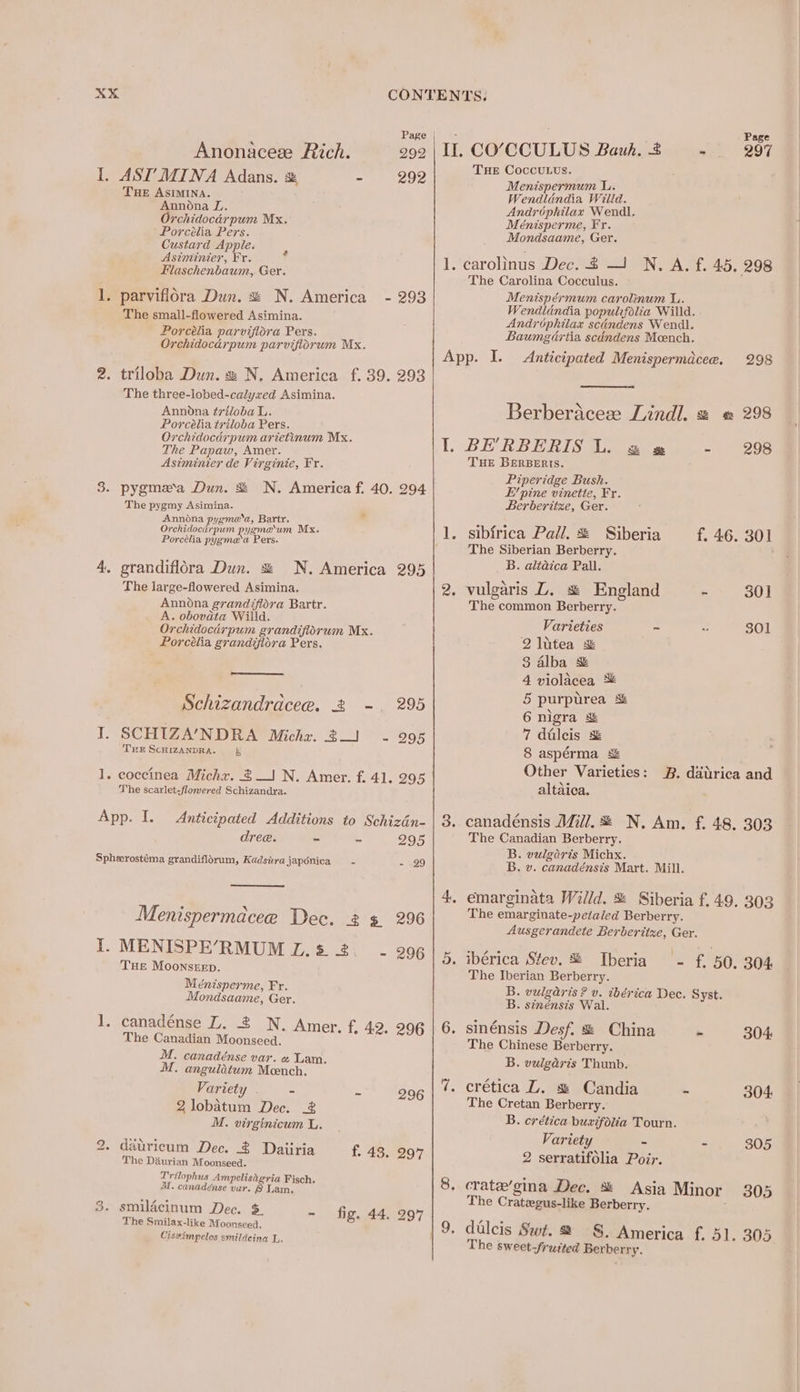 xx
CONTENTS.
Page
Anonàceæ Rich. 292
I. ASI'MINA Adans. - 292
THE ASIMINA.
Annòna L.
Orchidocárpum Mx.
Porcèlia Pers.
Custard Apple.
Asiminier, Fr.
Flaschenbaum, Ger.
1. parviflòra Dun. N. America - 293
The small-flowered Asimina.
Porcèlia parviflòra Pers.
Orchidocárpum parviflòrum Mx.
2. tríloba Dun. N. America f. 39. 293
The three-lobed-calyxed Asimina.
Annòna tríloba L.
Porcèlia tríloba Pers.
Orchidocárpum arietìnum Mx.
The Papaw, Amer.
Asiminier de Virginie, Fr.
3. pygmæ'a Dun. N. America f. 40. 294
The pygmy Asimina.
Annòna pygmæ'a, Bartr.
Orchidocárpum pygmæ'um Mx.
Porcèlia pygmæ'a Pers.
4. grandiflòra Dun. N. America 295
The large-flowered Asimina.
Annòna grandiflòra Bartr.
A. obovàta Willd.
Orchidocárpum grandiflòrum Mx.
Porcèlia grandiflòra Pers.
Schizandràceæ. - 295
I. SCHIZA'NDRA Michx. - 295
THE SCHIZANDRA.
1. coccínea Michx. N. Amer. f. 41. 295
The scarlet-flowered Schizandra.
App. I. Anticipated Additions to Schizán-
dreæ. - - 295
Sphærostéma grandiflòrum, Kadsùra japónica - - 29
Menispermàceæ Dec. 296
I. MENISPE'RMUM L. - 296
THE MOONSEED.
Ménisperme, Fr.
Mondsaame, Ger.
1. canadénse L. N. Amer. f. 42. 296
The Canadian Moonseed.
M. canadénse var. α Lam.
M. angulàtum Mœnch.
Variety - - 296
2 lobàtum Dec.
M. virgínicum L.
2. daùricum Dec. Daüria f. 43. 297
The Däurian Moonseed.
Trílophus Ampelisàgria Fisch.
M. canadénse var. β Lam.
3. smilácinum Dec. - fig. 44. 297
The Smilax-like Moonseed.
Cissámpelos smilácina L.
Page
II. CO'CCULUS Bauh. - 297
THE COCCULUS.
Menispermum L.
Wendlándia Willd.
Andróphilax Wendl.
Ménisperme, Fr.
Mondsaame, Ger.
1. carolìnus Dec. N. A. f. 45. 298
The Carolina Cocculus.
Menispérmum carolìnum L.
Wendlándia populifòlia Willd.
Andróphilax scándens Wendl.
Baumgártia scándens Mœnch.
App. I. Anticipated Menispermàceæ. 298
Berberàceæ Lindl. 298
I. BE'RBERIS L. - 298
THE BERBERIS.
Piperidge Bush.
E'pine vinette, Fr.
Berberitze, Ger.
1. sibírica Pall. Siberia f. 46. 301
The Siberian Berberry.
B. altàica Pall.
2. vulgàris L. England - 301
The common Berberry.
Varieties - - 301
2 lùtea
3 álba
4 violàcea
5 purpùrea
6 nìgra
7 dúlcis
8 aspérma
Other Varieties: B. daùrica and
altàica.
3. canadénsis Mill. N. Am. f. 48. 303
The Canadian Berberry.
B. vulgàris Michx.
B. v. canadénsis Mart. Mill.
4. emarginàta Willd. Siberia f. 49. 303
The emarginate-petaled Berberry.
Ausgerandete Berberitze, Ger.
5. ibérica Stev. Iberia - f. 50. 304
The Iberian Berberry.
B. vulgàris? v. ibérica Dec. Syst.
B. sinénsis Wal.
6. sinénsis Desf. China - 304
The Chinese Berberry.
B. vulgàris Thunb.
7. crética L. Candia - 304
The Cretan Berberry.
B. crética buxifòlia Tourn.
Variety - - 305
2 serratifòlia Poir.
8. cratæ'gina Dec. Asia Minor 305
The Cratægus-like Berberry.
9. dúlcis Swt. S. America f. 51. 305
The sweet-fruited Berberry.